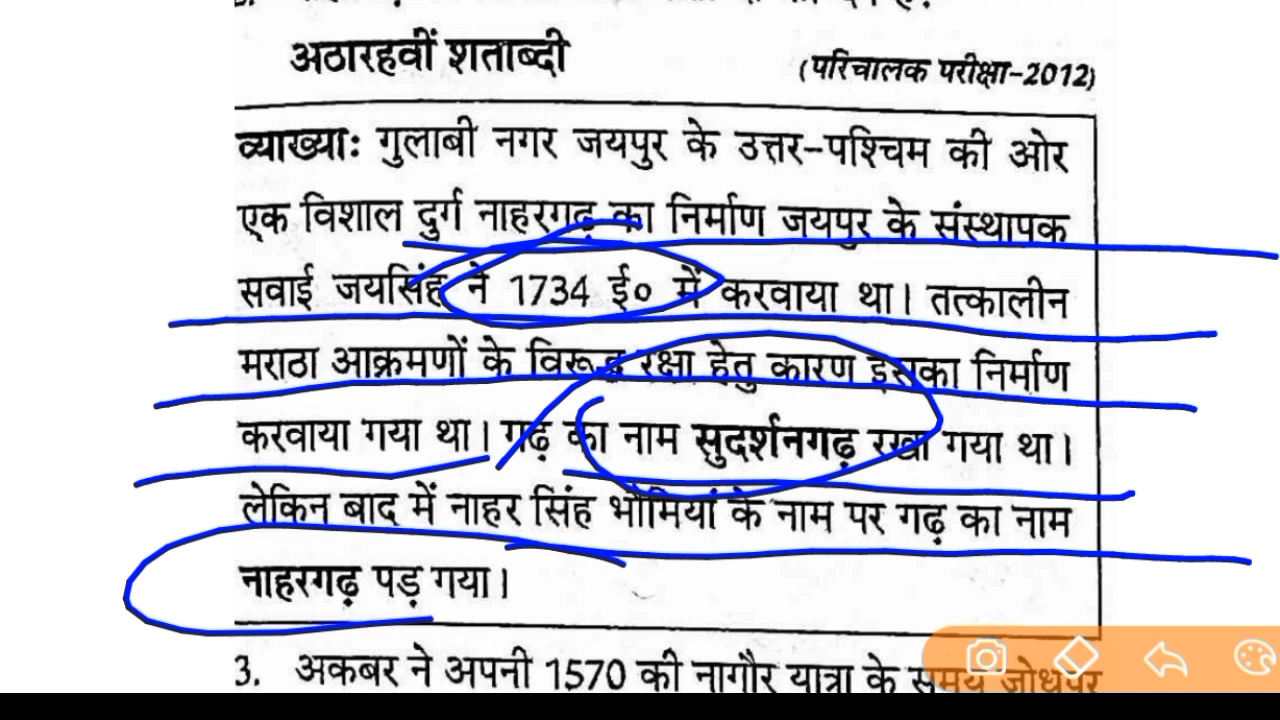 अठारहवीं शताब्दी
(परिचालक परीक्षा-2012)
व्याख्याः गुलाबी नगर जयपुर के उत्तर-पश्चिम की ओर
एक विशाल दुर्ग नाहरगढ़ का निर्माण जयपुर के संस्थापक
सवाई जयसिंह ने 1734 ई० में करवाया था। तत्कालीन
मराठा आक्रमणों के विरूद्ध रक्षा हेतु कारण इसका निर्माण
करवाया गया था। गढ़ का नाम सुदर्शनगढ़ रखा गया था।
लेकिन बाद में नाहर सिंह भोमियां के नाम पर गढ़ का नाम
नाहरगढ़ पड़ गया।
3. अकबर ने अपनी 1570 की नागौर यात्रा के समय जोधपुर